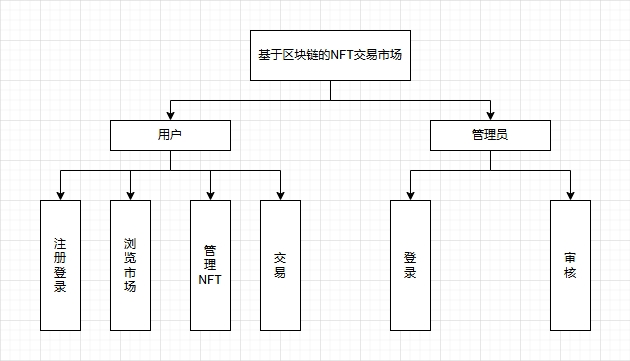 基于区块链的NFT交易市场
用户
管理员
注
册
登
录
浏
览
市
场
管
理
NFT
交
易
登
录
审
核